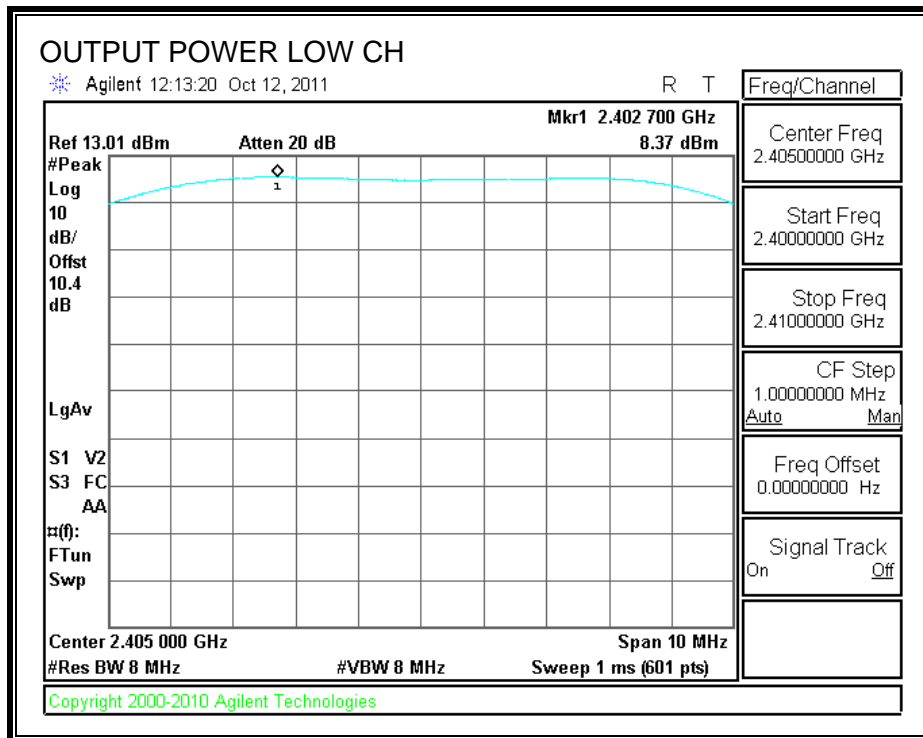 OUTPUT POWER LOW CH
Agilent 12:13:20 Oct 12, 2011 R T
Mkr1 2.402 700 GHz
Ref 13.01 dBm Atten 20 dB 8.37 dBm
#Peak
Log
10
dB/
Offst
10.4
dB
LgAv
S1 V2
S3 FC
AA
¤(f):
FTun
Swp
1
Center 2.405 000 GHz Span 10 MHz
#Res BW 8 MHz #VBW 8 MHz Sweep 1 ms (601 pts)
Copyright 2000-2010 Agilent Technologies
Freq/Channel
Center Freq
2.40500000 GHz
Start Freq
2.40000000 GHz
Stop Freq
2.41000000 GHz
CF Step
1.00000000 MHz
Auto Man
Freq Offset
0.00000000 Hz
Signal Track
On Off